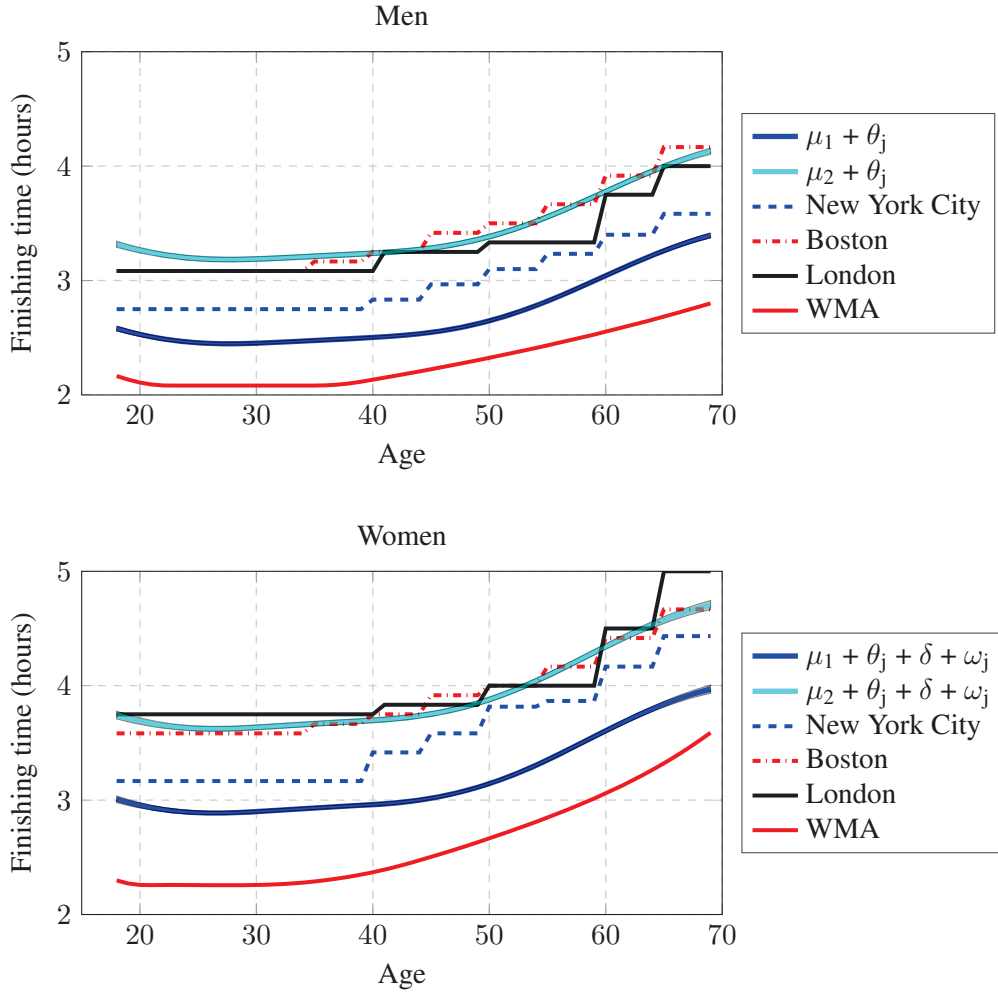 Men
5
4
3
2
20 30 40 50 60 70
Finishing time (hours)
Age
μ1 + θj
μ2 + θj
New York City
Boston
London
WMA
Women
5
4
3
2
20 30 40 50 60 70
Finishing time (hours)
Age
μ1 + θj + δ + ωj
μ2 + θj + δ + ωj
New York City
Boston
London
WMA